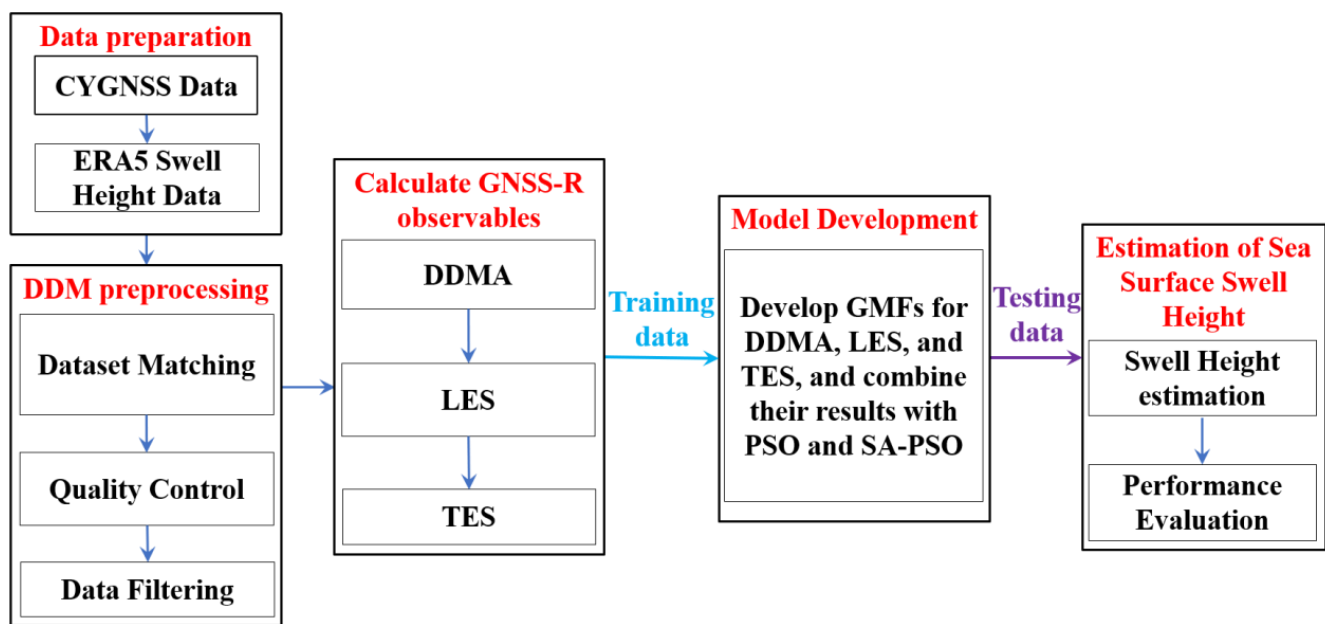 Data preparation
CYGNSS Data
ERA5 Swell
Height Data
DDM preprocessing
Dataset Matching
Quality Control
Data Filtering
Calculate GNSS-R
observables
DDMA
LES
TES
Training
data
Model Development
Develop GMFs for
DDMA, LES, and
TES, and combine
their results with
PSO and SA-PSO
Testing
data
Estimation of Sea
Surface Swell
Height
Swell Height
estimation
Performance
Evaluation